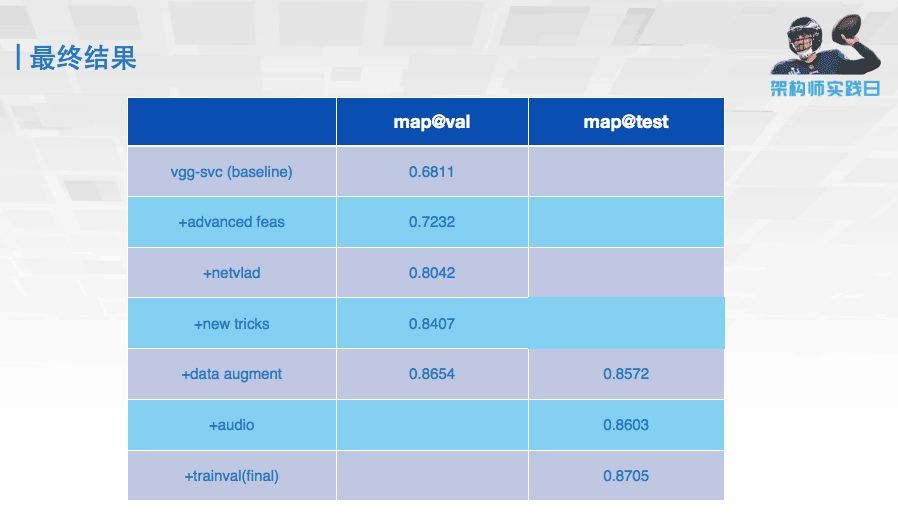 最终结果
架构师实践日
map@val map@test
vgg-svc (baseline) 0.6811
+advanced feas 0.7232
+netvlad 0.8042
+new tricks 0.8407
+data augment 0.8654 0.8572
+audio 0.8603
+trainval(final) 0.8705